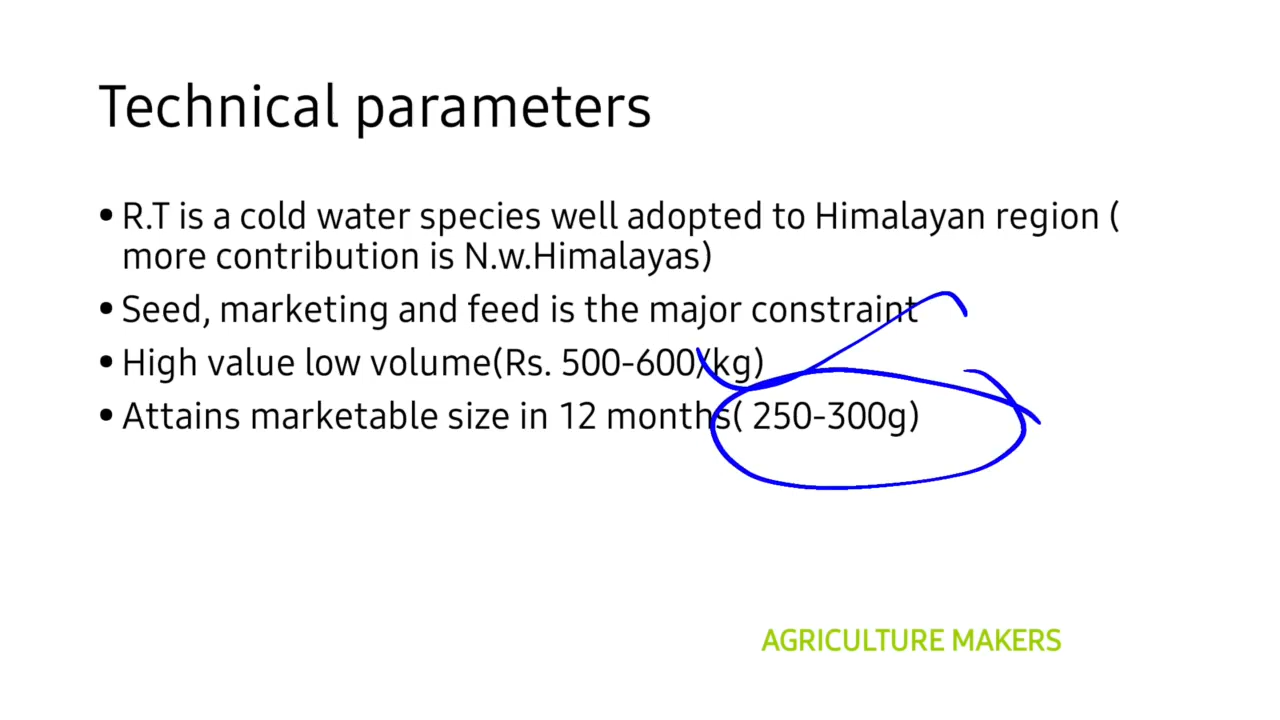 Technical parameters
• R.T is a cold water species well adopted to Himalayan region (
more contribution is N.w.Himalayas)
• Seed, marketing and feed is the major constraint
• High value low volume(Rs. 500-600/kg)
• Attains marketable size in 12 months( 250-300g)
AGRICULTURE MAKERS